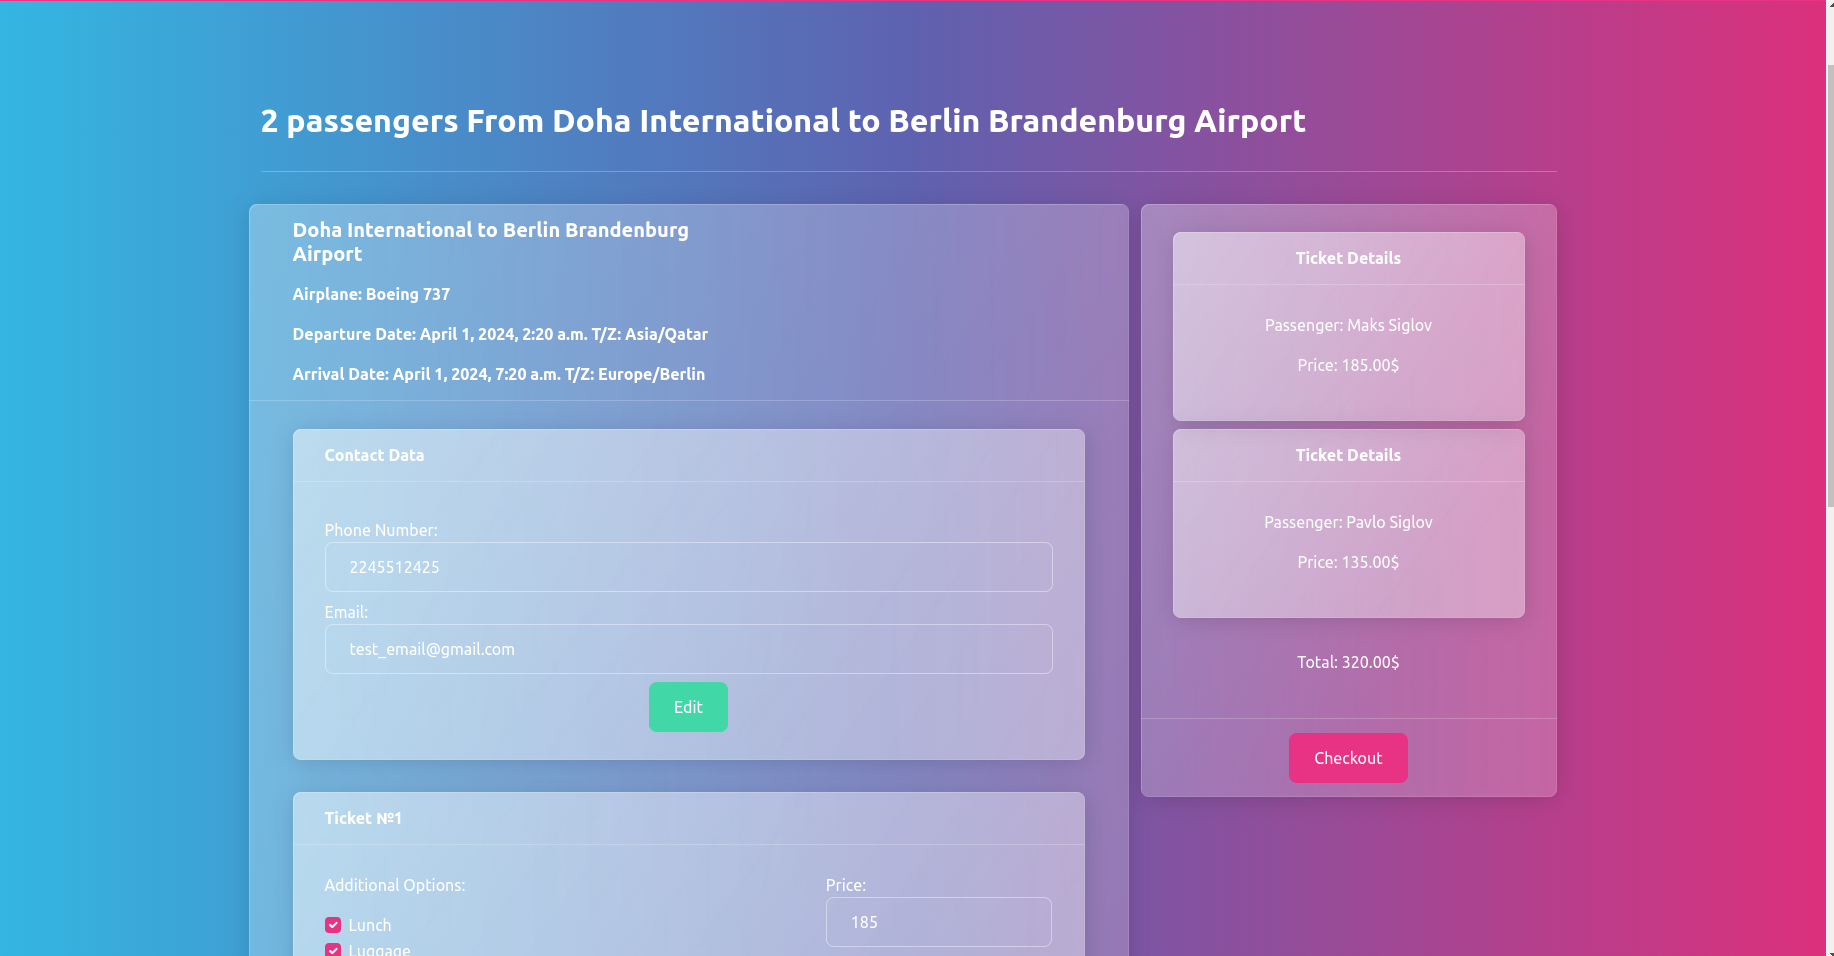 2 passengers From Doha International to Berlin Brandenburg Airport
Doha International to Berlin Brandenburg
Airport
Airplane: Boeing 737
Departure Date: April 1, 2024, 2:20 a.m. T/Z: Asia/Qatar
Arrival Date: April 1, 2024, 7:20 a.m. T/Z: Europe/Berlin
Contact Data
Phone Number:
2245512425
Email:
test_email@gmail.com
Edit
Ticket №1
Additional Options:
Lunch
Luggage
Price:
185
Ticket Details
Passenger: Maks Siglov
Price: 185.00$
Ticket Details
Passenger: Pavlo Siglov
Price: 135.00$
Total: 320.00$
Checkout